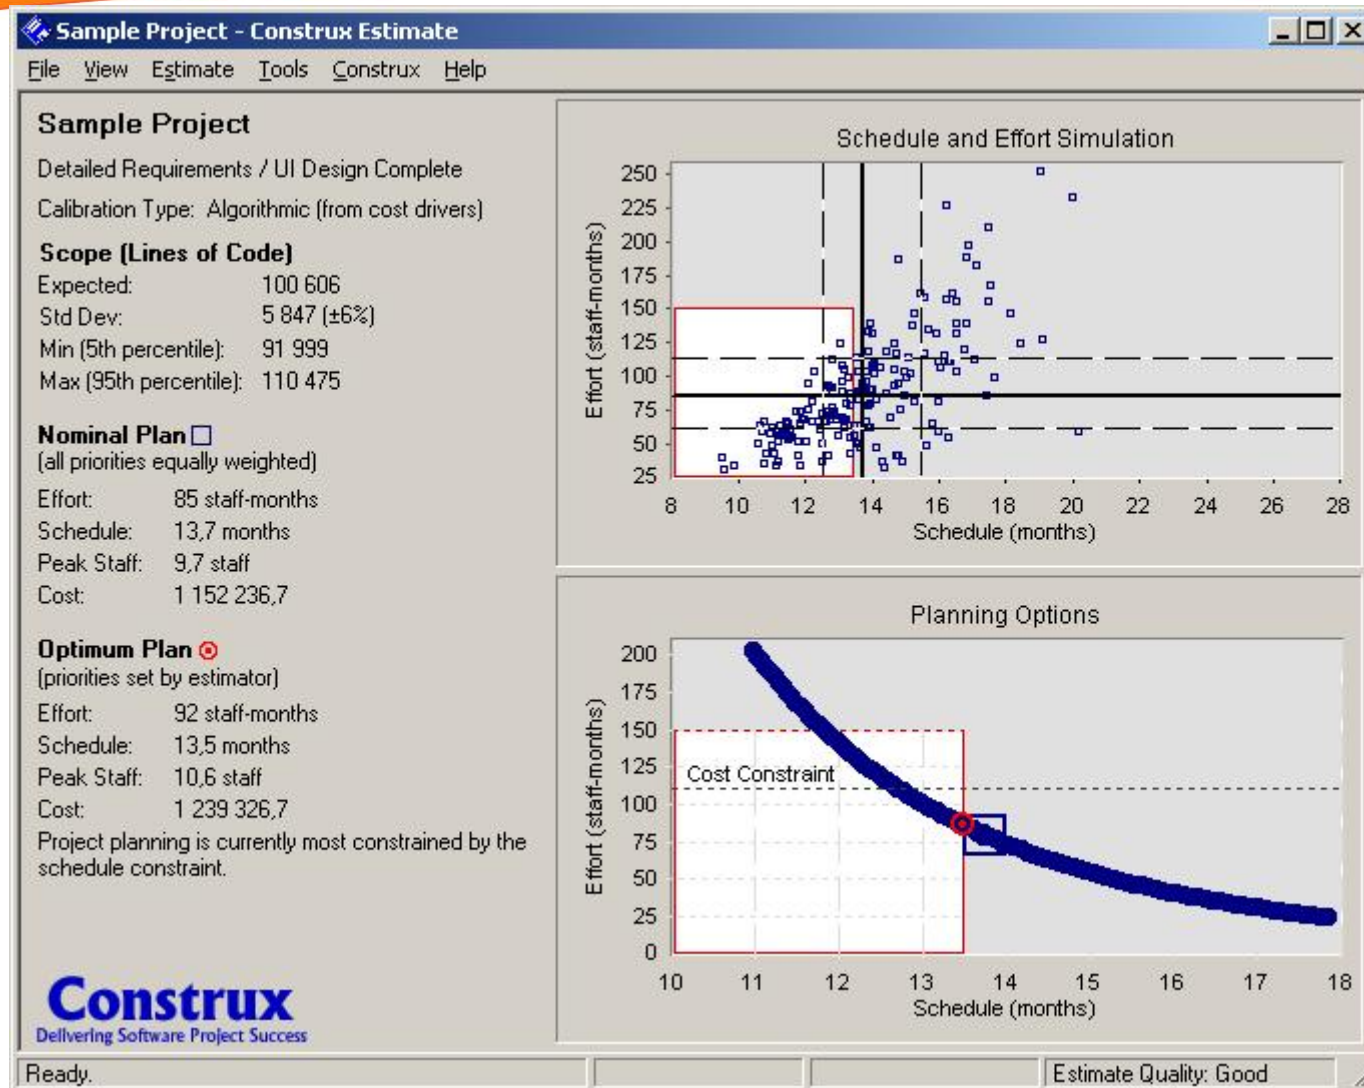 Sample Project - Construx Estimate
File View Estimate Tools Construx Help
Sample Project
Detailed Requirements / UI Design Complete
Calibration Type: Algorithmic (from cost drivers)
Scope (Lines of Code)
Expected: 100 606
Std Dev: 5 847 (±6%)
Min (5th percentile): 91 999
Max (95th percentile): 110 475
Nominal Plan
(all priorities equally weighted)
Effort: 85 staff-months
Schedule: 13,7 months
Peak Staff: 9,7 staff
Cost: 1 152 236,7
Optimum Plan
(priorities set by estimator)
Effort: 92 staff-months
Schedule: 13,5 months
Peak Staff: 10,6 staff
Cost: 1 239 326,7
Project planning is currently most constrained by the
schedule constraint.
Construx
Delivering Software Project Success
Schedule and Effort Simulation
Effort (staff-months)
250
225
200
175
150
125
100
75
50
25
8 10 12 14 16 18 20 22 24 26 28
Schedule (months)
Planning Options
Effort (staff-months)
200
175
150
125
Cost Constraint
100
75
50
25
0
10 11 12 13 14 15 16 17 18
Schedule (months)
Ready.
Estimate Quality: Good